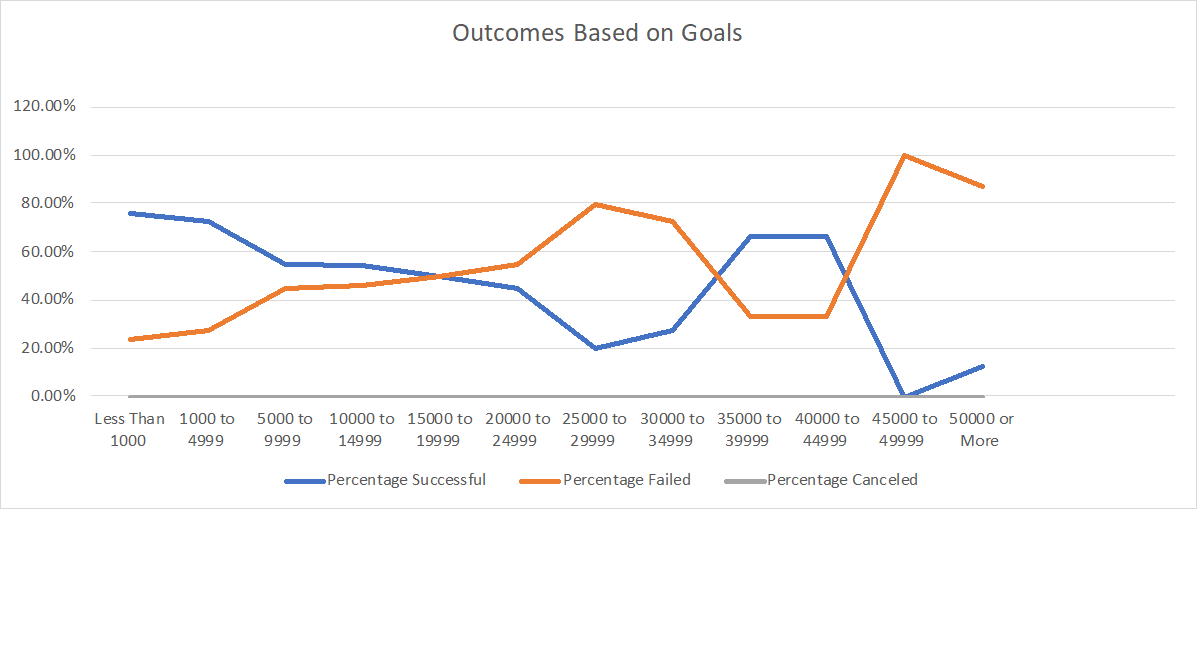 Outcomes Based on Goals
120.00%
100.00%
80.00%
60.00%
40.00%
20.00%
0.00%
Less Than 1000 to 5000 to 10000 to 15000 to 20000 to 25000 to 30000 to 35000 to 40000 to 45000 to 50000 or
1000 4999 9999 14999 19999 24999 29999 34999 39999 44999 49999 More
Percentage Successful Percentage Failed Percentage Canceled